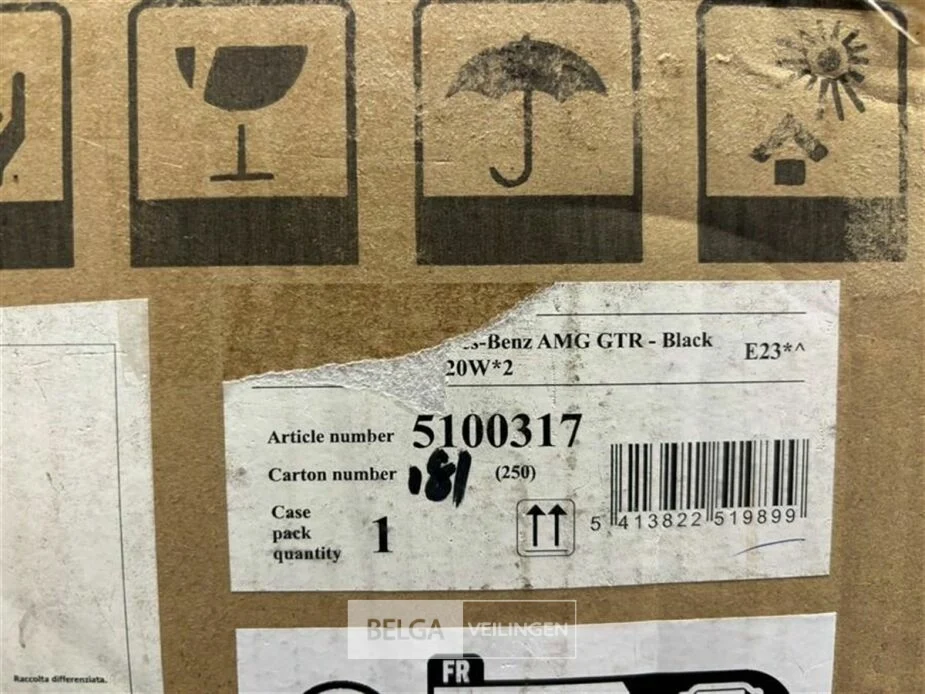 -Benz AMG GTR - Black
20W*2
E23*^
Article number 5100317
Carton number 181 (250)
Case
pack
quantity
1
5 413822 519899
BELGA VEILINGEN
FR
Raccolta differenziata.